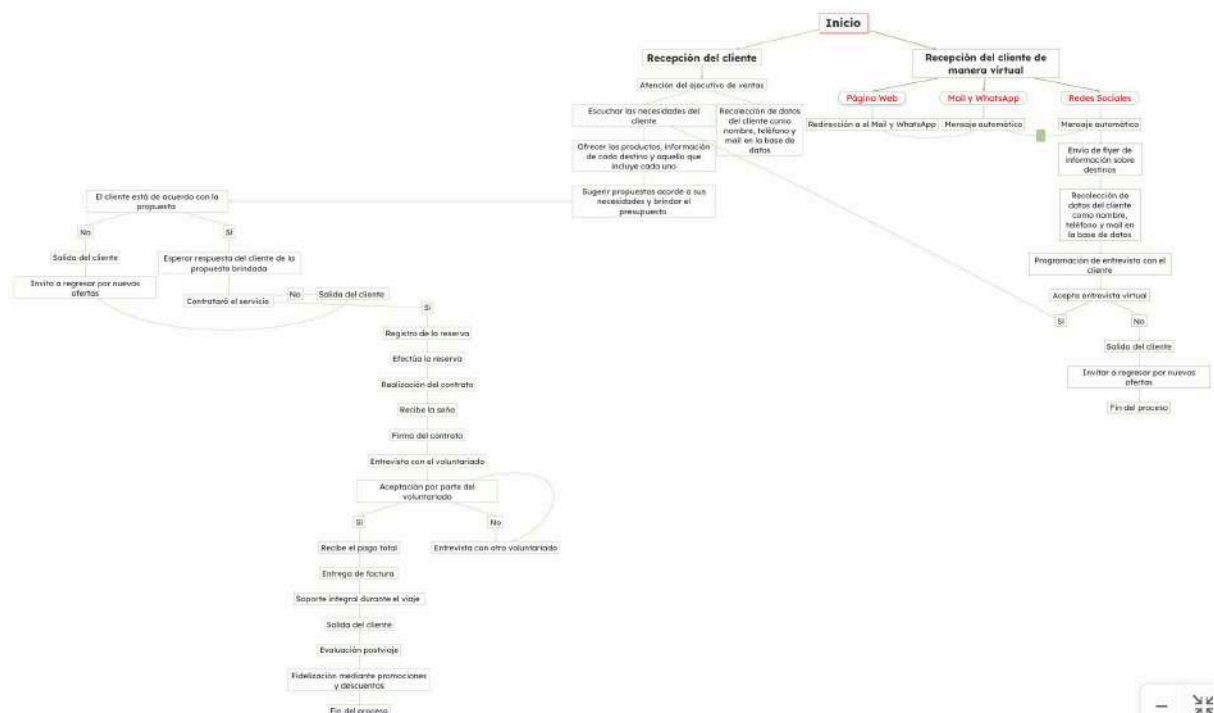 Inicio
Recepción del cliente
Recepción del cliente de
manera virtual
Atención del ejecutivo de ventas
Página Web
Mail y WhatsApp
Redes Sociales
Escuchar las necesidades del
cliente
Recolección de datos
del cliente como
nombre, teléfono y
mail en la base de
datos
Redirección a el Mail y WhatsApp
Mensaje automático
Mensaje automático
Ofrecer los productos, información
de cada destino y aquello que
incluye cada uno
Envio de flyer de
información sobre
destinos
Sugerir propuestas acorde a sus
necesidades y brindar el
presupuesto
Recolección de
datos del cliente
como nombre,
teléfono y mail en
la base de datos
Programación de entrevista con el
cliente
Acepta entrevista virtual
Si
No
Salida del cliente
Invitar a regresar por nuevas
ofertas
Fin del proceso
El cliente está de acuerdo con la
propuesta
No
Si
Salida del cliente
Esperar respuesta del cliente de la
propuesta brindada
Invita a regresar por nuevas
ofertas
Contratará el servicio
No
Salida del cliente
Si
Registro de la reserva
Efectúa la reserva
Realización del contrato
Recibe la seña
Firma del contrato
Entrevista con el voluntariado
Aceptación por parte del
voluntariado
Si
No
Recibe el pago total
Entrevista con otro voluntariado
Entrega de factura
Soporte integral durante el viaje
Salida del cliente
Evaluación postviaje
Fidelización mediante promociones
y descuentos
Fin del proceso